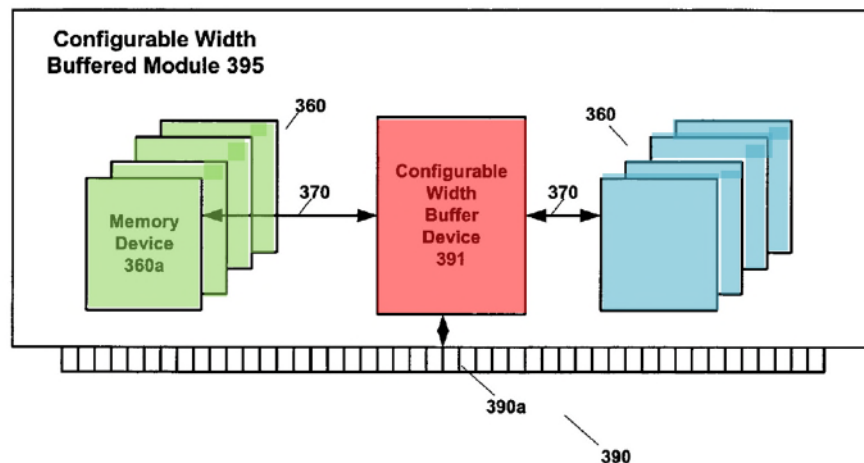 Configurable Width
Buffered Module 395
360
360
Memory
Device
360a
370
Configurable
Width
Buffer
Device
391
370
390a
390